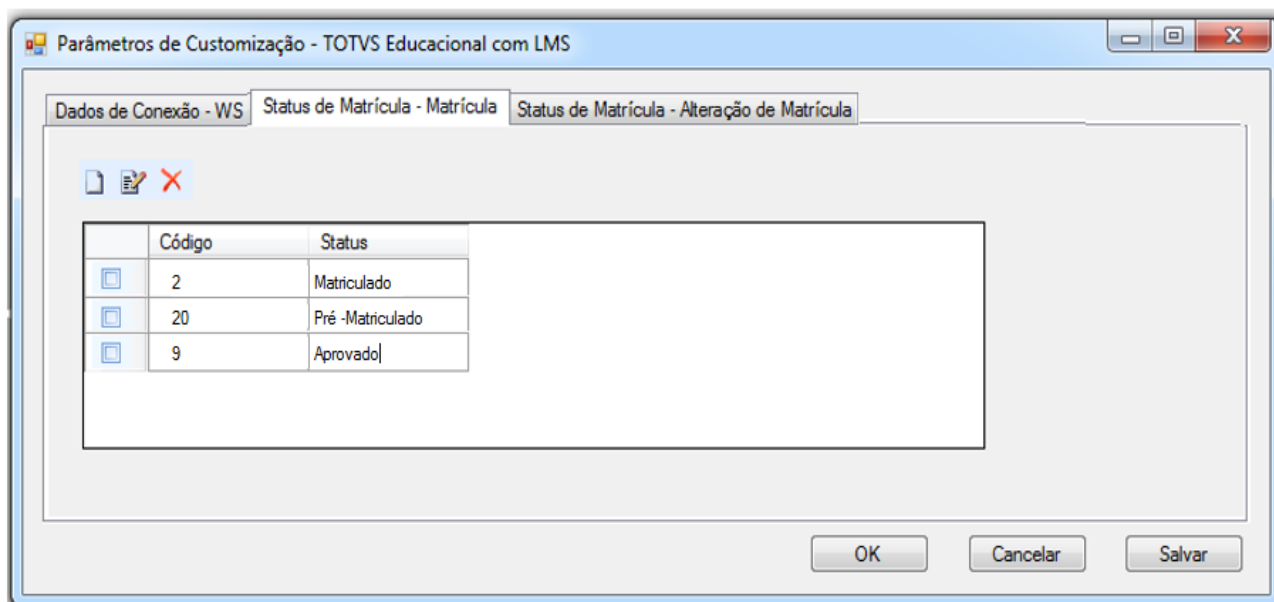 Parâmetros de Customização - TOTVS Educacional com LMS
Dados de Conexão - WS Status de Matrícula - Matrícula Status de Matrícula - Alteração de Matrícula
Código Status
2 Matriculado
20 Pré -Matriculado
9 Aprovado
OK Cancelar Salvar